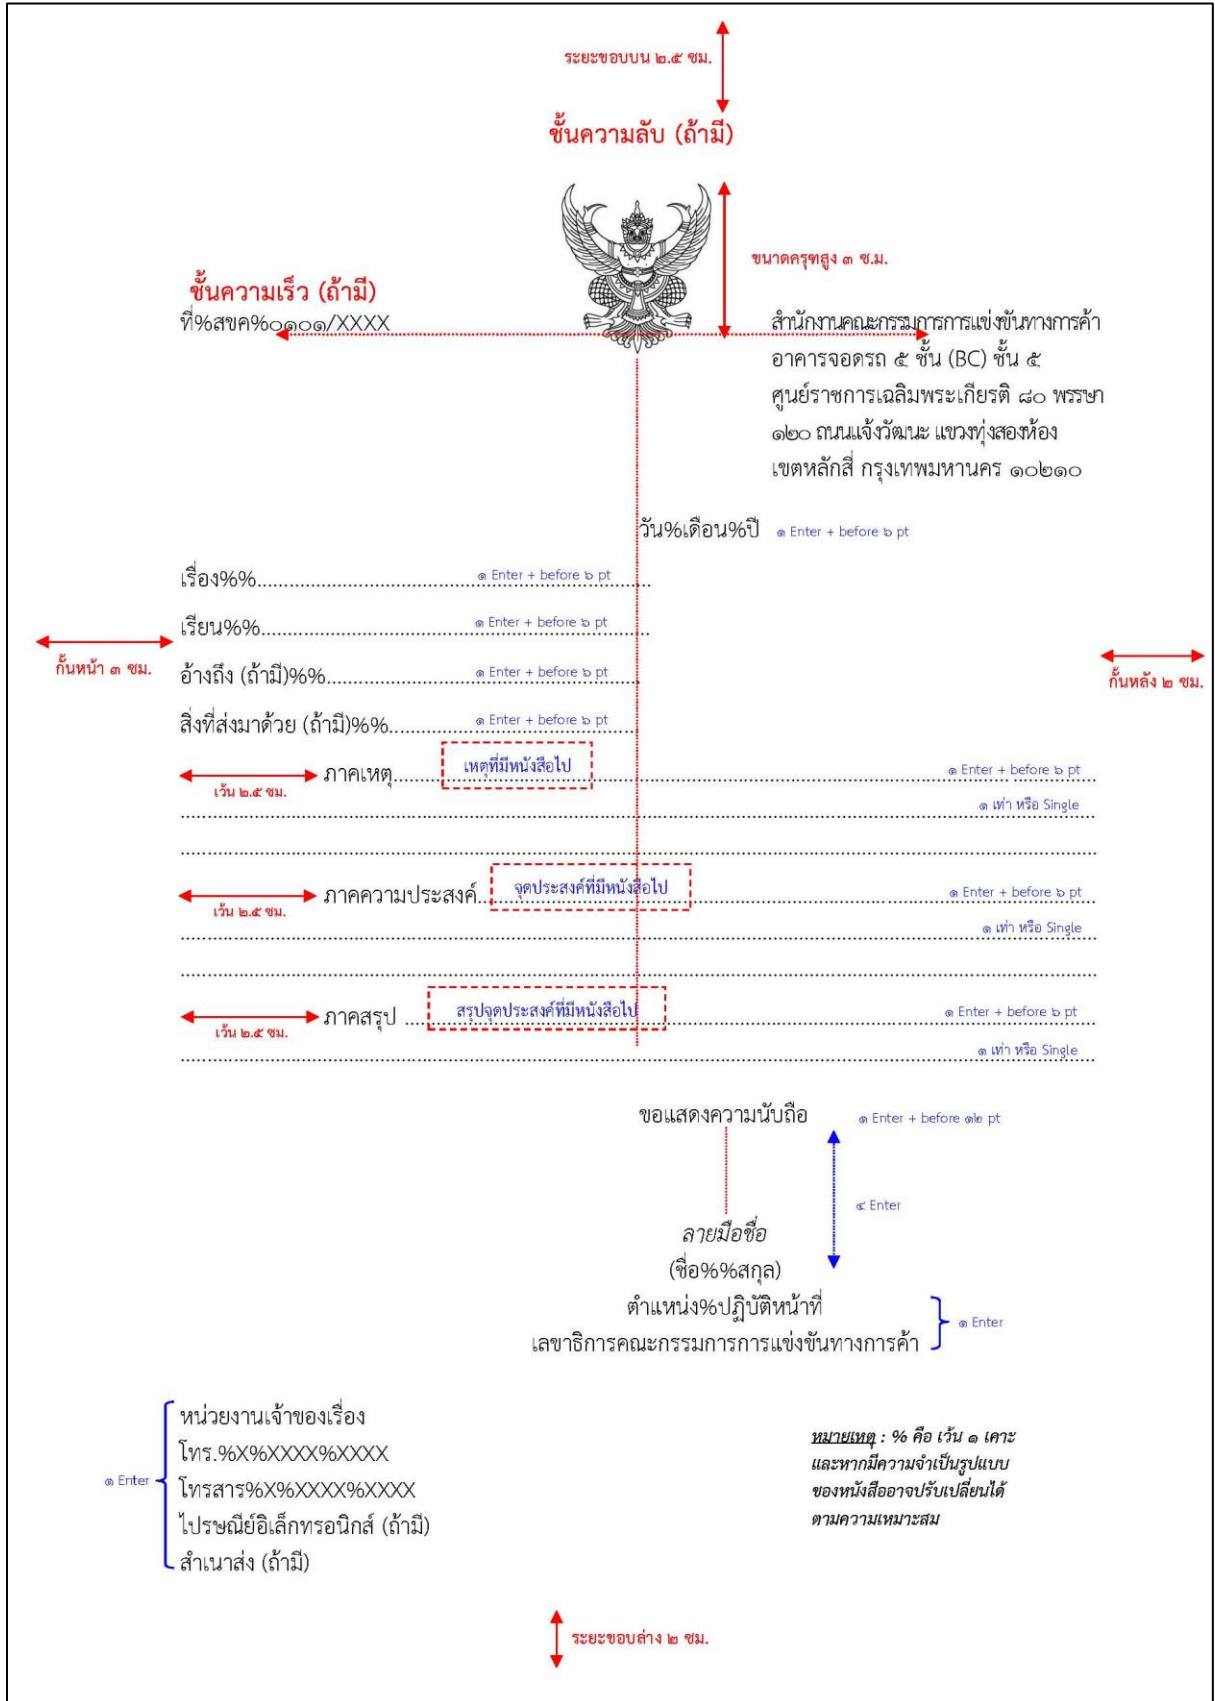 ระยะขอบบน ๒.๕ ซม.
ชั้นความลับ (ถ้ามี)
ขนาดครุฑสูง ๓ ซ.ม.
ชั้นความเร็ว (ถ้ามี)
ที่%สขค%๐๑๐๑/XXXX
สำนักงานคณะกรรมการการแข่งขันทางการค้า
อาคารจอดรถ ๕ ชั้น (BC) ชั้น ๕
ศูนย์ราชการเฉลิมพระเกียรติ ๘๐ พรรษา
๑๒๐ ถนนแจ้งวัฒนะ แขวงทุ่งสองห้อง
เขตหลักสี่ กรุงเทพมหานคร ๑๐๒๑๐
วัน%เดือน%ปี ๑ Enter + before ๖ pt
เรื่อง%%.......... ๑ Enter + before ๖ pt
เรียน%%.......... ๑ Enter + before ๖ pt
กั้นหน้า ๓ ซม.
กั้นหลัง ๒ ซม.
อ้างถึง (ถ้ามี)%%.......... ๑ Enter + before ๖ pt
สิ่งที่ส่งมาด้วย (ถ้ามี)%%.......... ๑ Enter + before ๖ pt
เว้น ๒.๕ ซม. ภาคเหตุ.......... เหตุที่มีหนังสือไป ๑ Enter + before ๖ pt
๑ เท่า หรือ Single
เว้น ๒.๕ ซม. ภาคความประสงค์.......... จุดประสงค์ที่มีหนังสือไป ๑ Enter + before ๖ pt
๑ เท่า หรือ Single
เว้น ๒.๕ ซม. ภาคสรุป .......... สรุปจุดประสงค์ที่มีหนังสือไป ๑ Enter + before ๖ pt
๑ เท่า หรือ Single
ขอแสดงความนับถือ ๑ Enter + before ๑๒ pt
๔ Enter
ลายมือชื่อ
(ชื่อ%%สกุล)
ตำแหน่ง%ปฏิบัติหน้าที่
เลขาธิการคณะกรรมการการแข่งขันทางการค้า
๑ Enter
หน่วยงานเจ้าของเรื่อง
โทร.%X%XXXX%XXXX
โทรสาร%X%XXXX%XXXX
ไปรษณีย์อิเล็กทรอนิกส์ (ถ้ามี)
สำเนาส่ง (ถ้ามี)
๑ Enter
หมายเหตุ : % คือ เว้น ๑ เคาะ
และหากมีความจำเป็นรูปแบบ
ของหนังสืออาจปรับเปลี่ยนได้
ตามความเหมาะสม
ระยะขอบล่าง ๒ ซม.